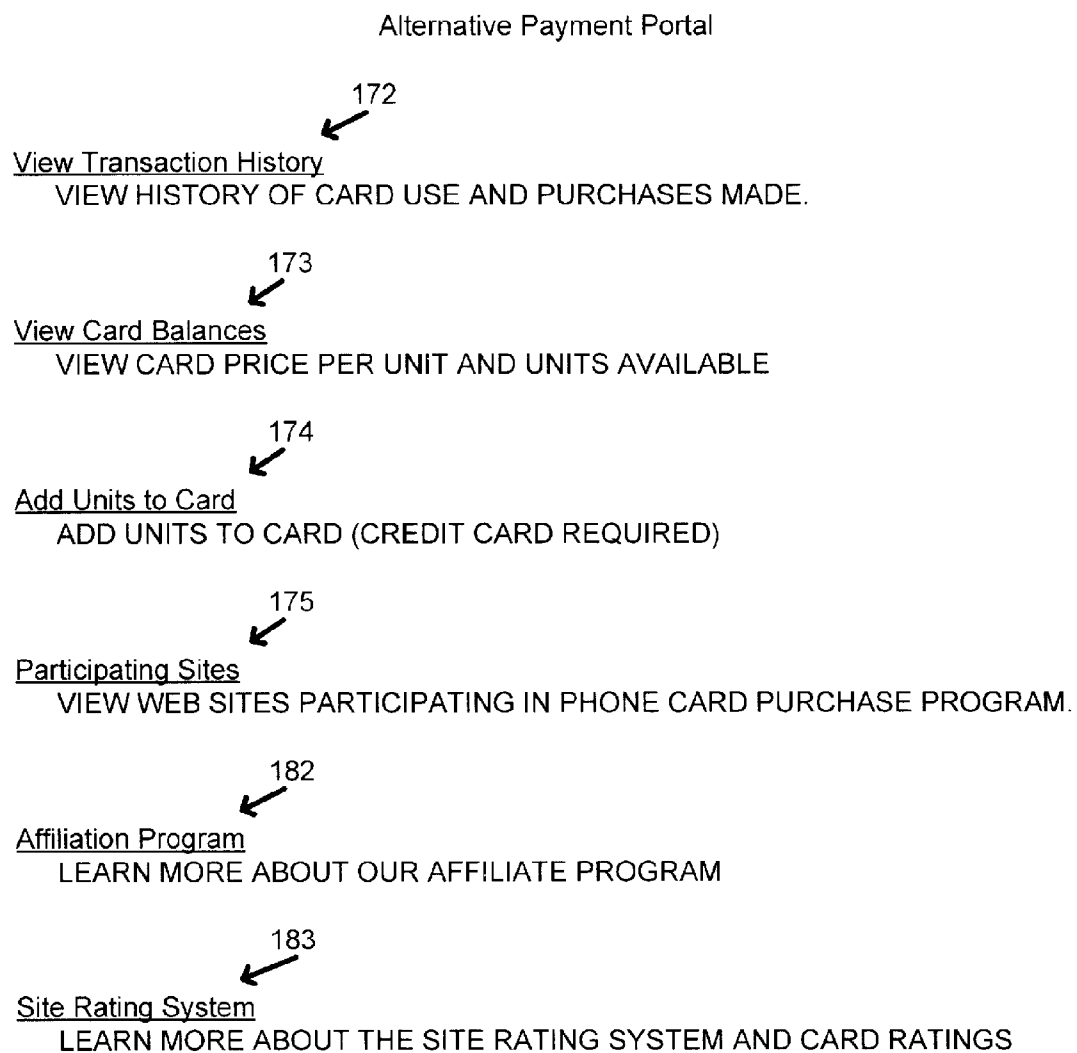 Alternative Payment Portal
172
View Transaction History
VIEW HISTORY OF CARD USE AND PURCHASES MADE.
173
View Card Balances
VIEW CARD PRICE PER UNIT AND UNITS AVAILABLE
174
Add Units to Card
ADD UNITS TO CARD (CREDIT CARD REQUIRED)
175
Participating Sites
VIEW WEB SITES PARTICIPATING IN PHONE CARD PURCHASE PROGRAM.
182
Affiliation Program
LEARN MORE ABOUT OUR AFFILIATE PROGRAM
183
Site Rating System
LEARN MORE ABOUT THE SITE RATING SYSTEM AND CARD RATINGS